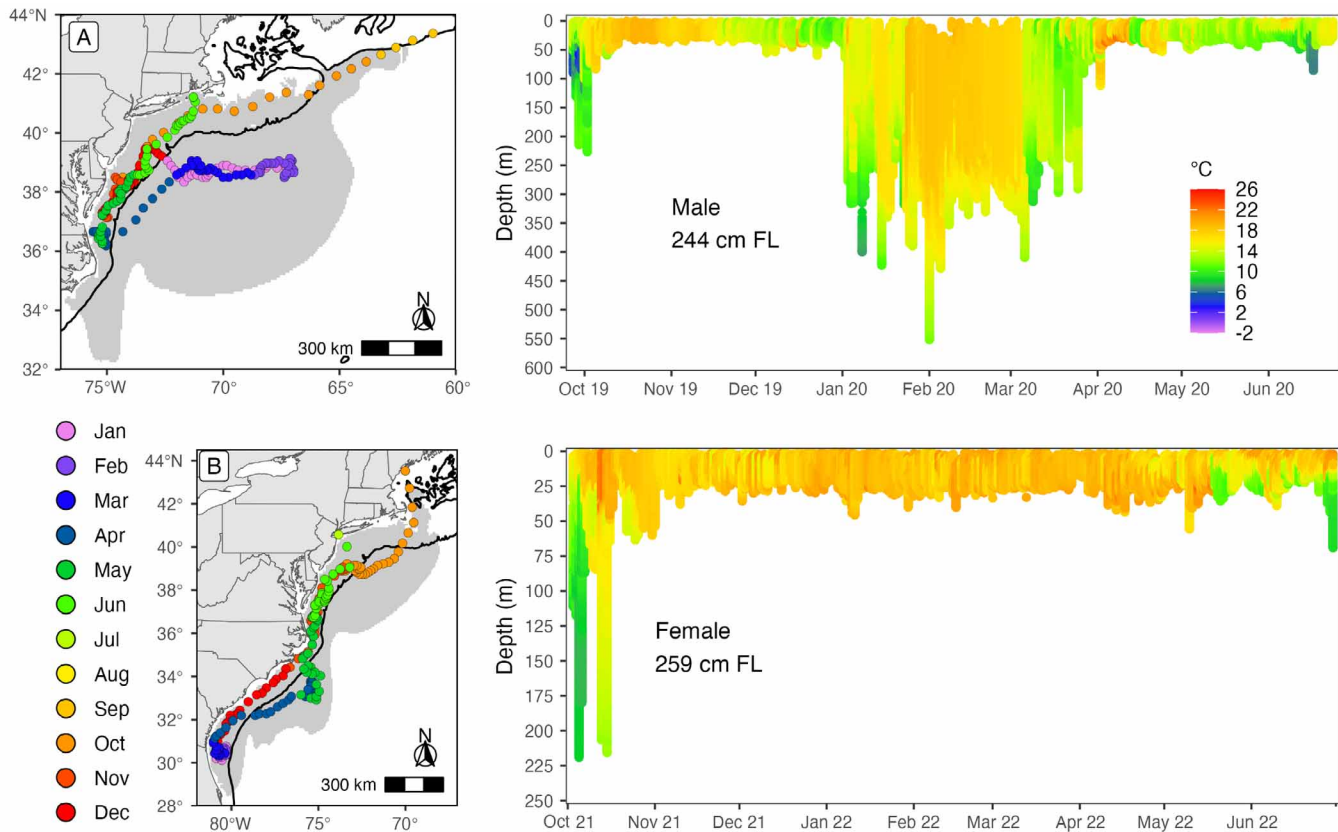 A
44°N
42°
40°
38°
36°
34°
32°
75°W
70°
65°
60°
N
300 km
Depth (m)
0
50
100
150
200
250
300
350
400
450
500
550
600
Male
244 cm FL
°C
26
22
18
14
10
6
2
-2
Oct 19
Nov 19
Dec 19
Jan 20
Feb 20
Mar 20
Apr 20
May 20
Jun 20
Jan
Feb
Mar
Apr
May
Jun
Jul
Aug
Sep
Oct
Nov
Dec
B
44°N
42°
40°
38°
36°
34°
32°
30°
28°
80°W
75°
70°
N
300 km
Depth (m)
0
25
50
75
100
125
150
175
200
225
250
Female
259 cm FL
Oct 21
Nov 21
Dec 21
Jan 22
Feb 22
Mar 22
Apr 22
May 22
Jun 22